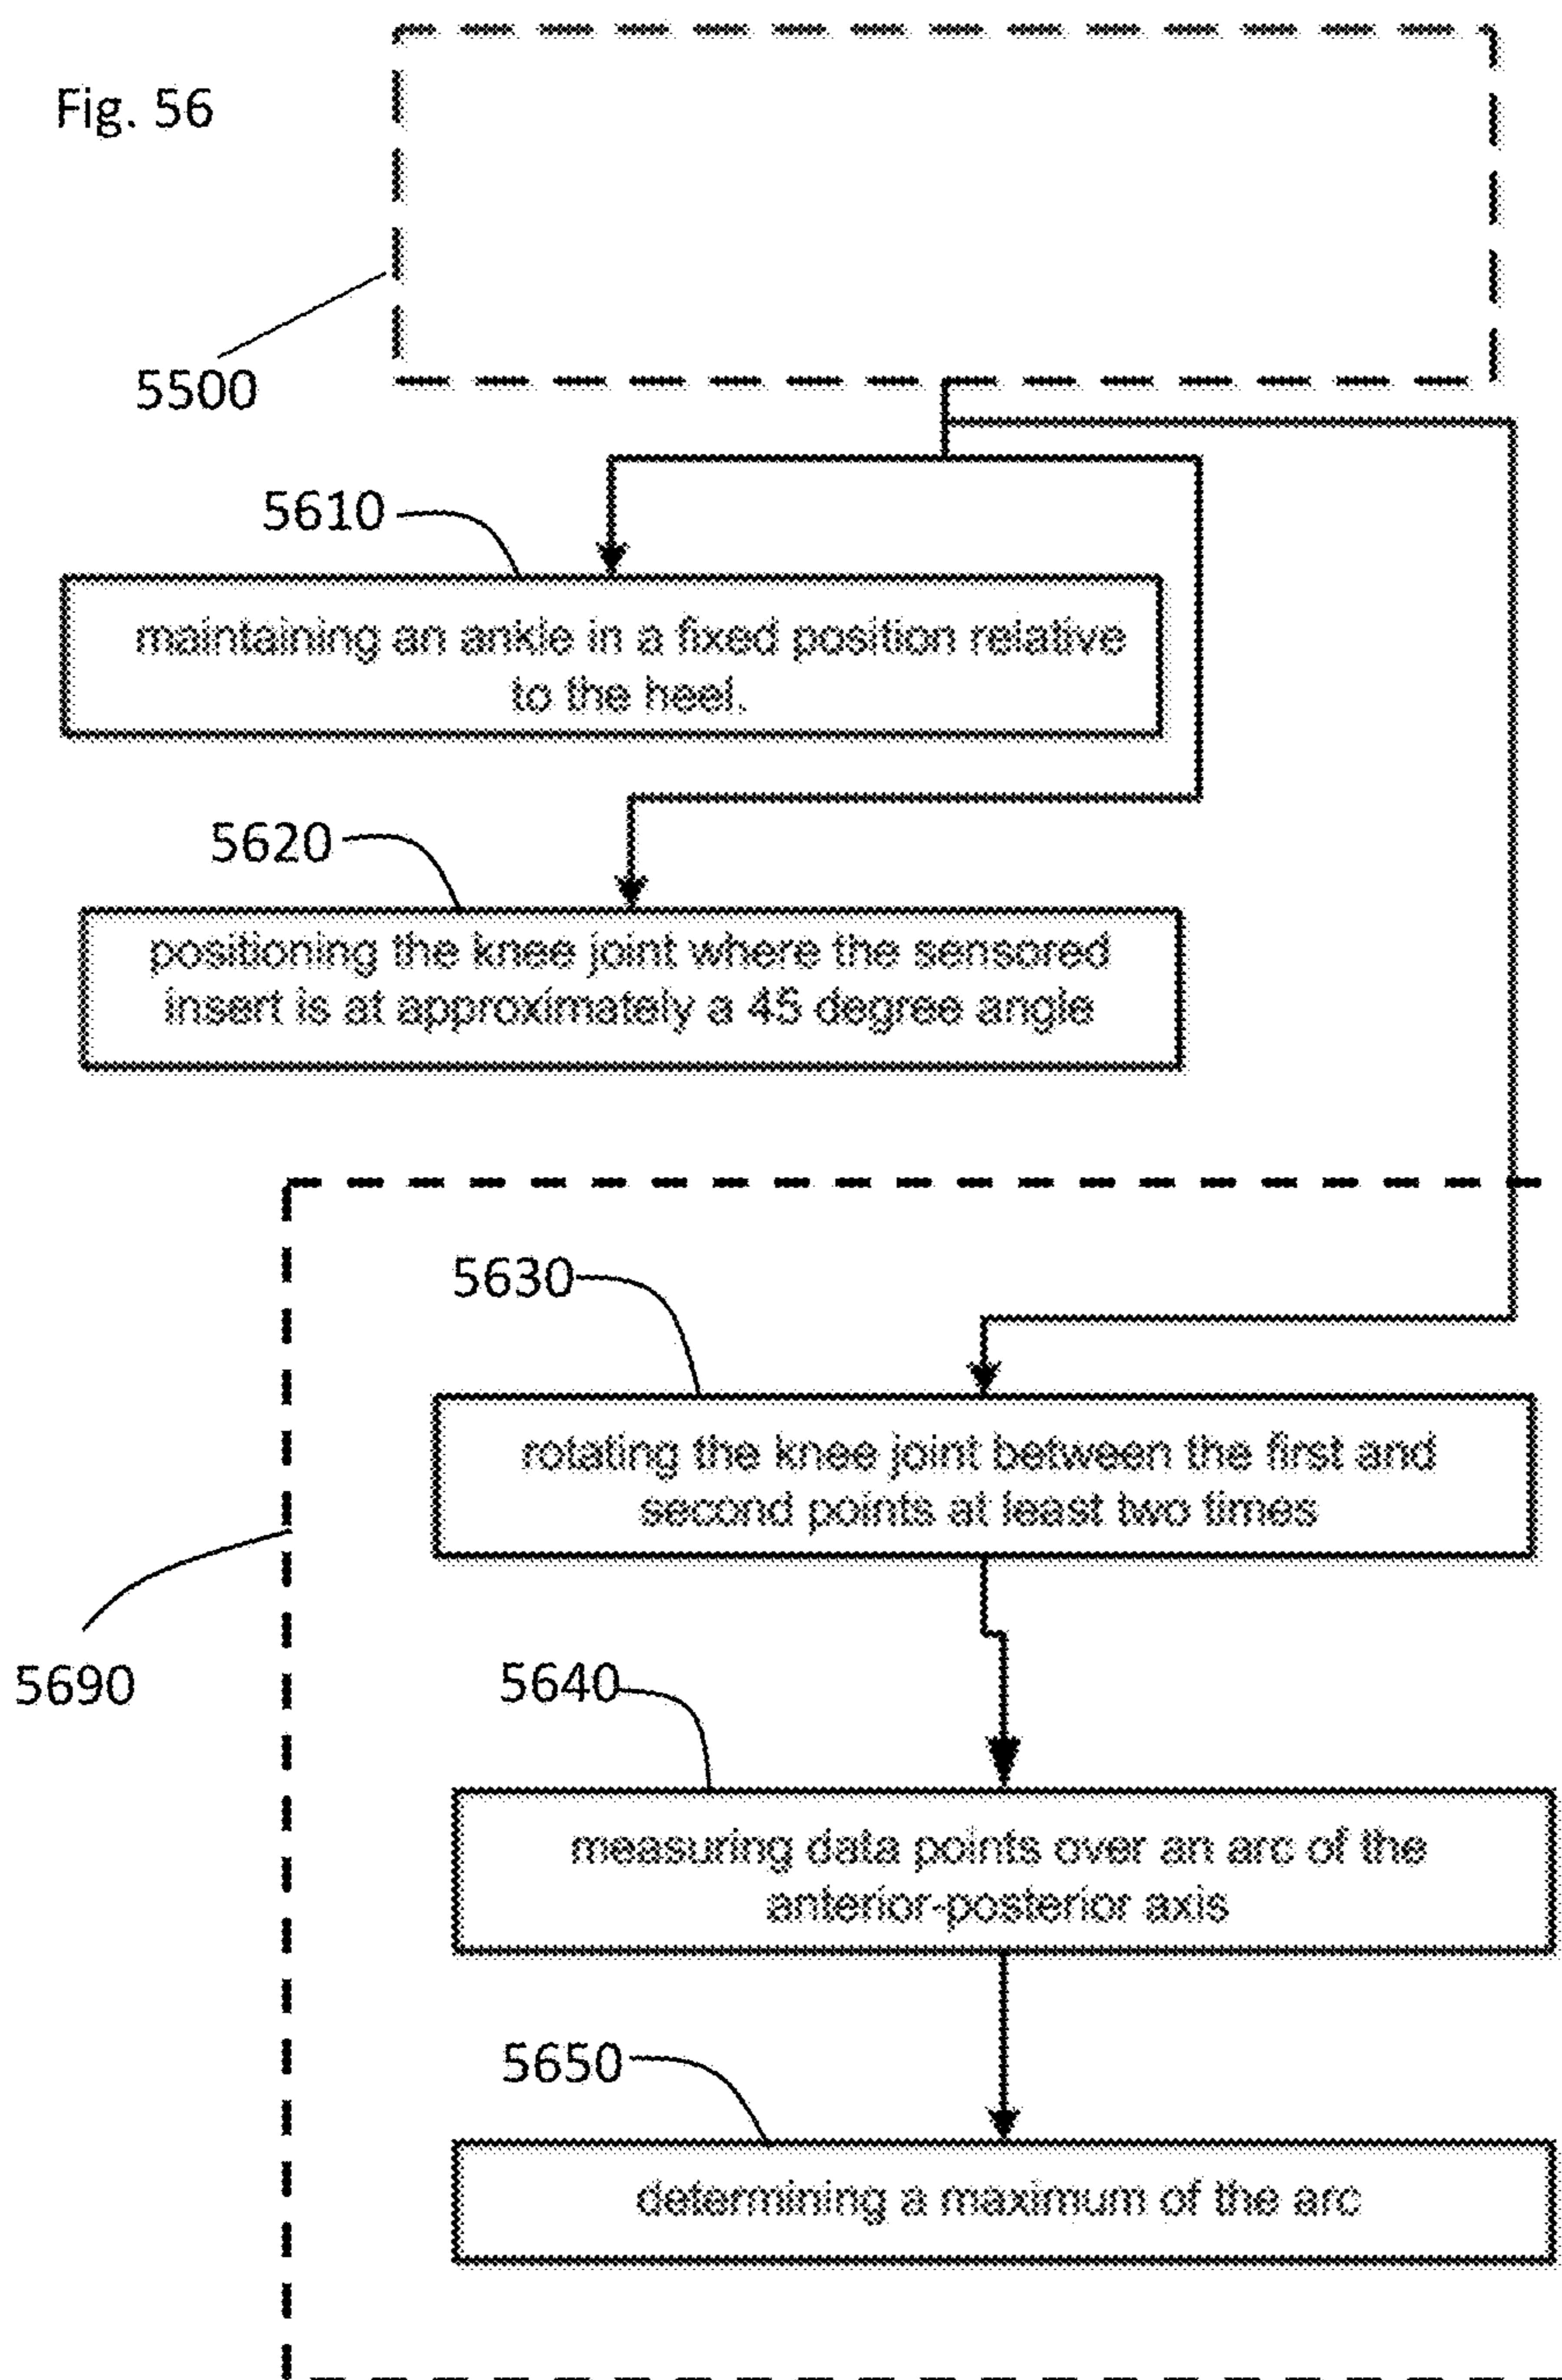 Fig. 56
5500
5610
maintaining an ankle in a fixed position relative
to the heel.
5620
positioning the knee joint where the sensored
insert is at approximately a 45 degree angle
5630
rotating the knee joint between the first and
second points at least two times
5690
5640
measuring data points over an arc of the
anterior-posterior axis
5650
determining a maximum of the arc